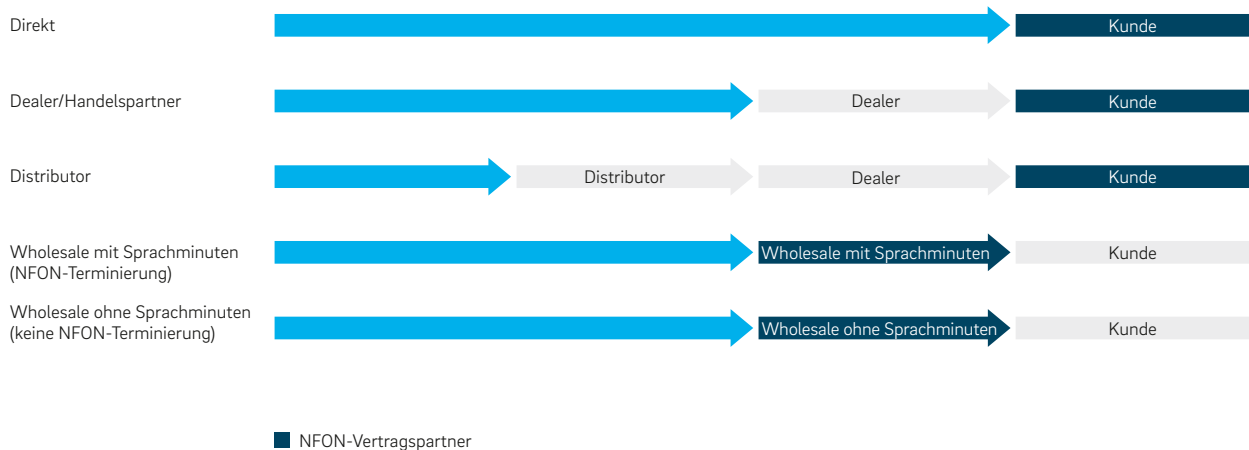 Direkt
Kunde
Dealer/Handelspartner
Dealer
Kunde
Distributor
Distributor
Dealer
Kunde
Wholesale mit Sprachminuten
(NFON-Terminierung)
Wholesale mit Sprachminuten
Kunde
Wholesale ohne Sprachminuten
(keine NFON-Terminierung)
Wholesale ohne Sprachminuten
Kunde
NFON-Vertragspartner